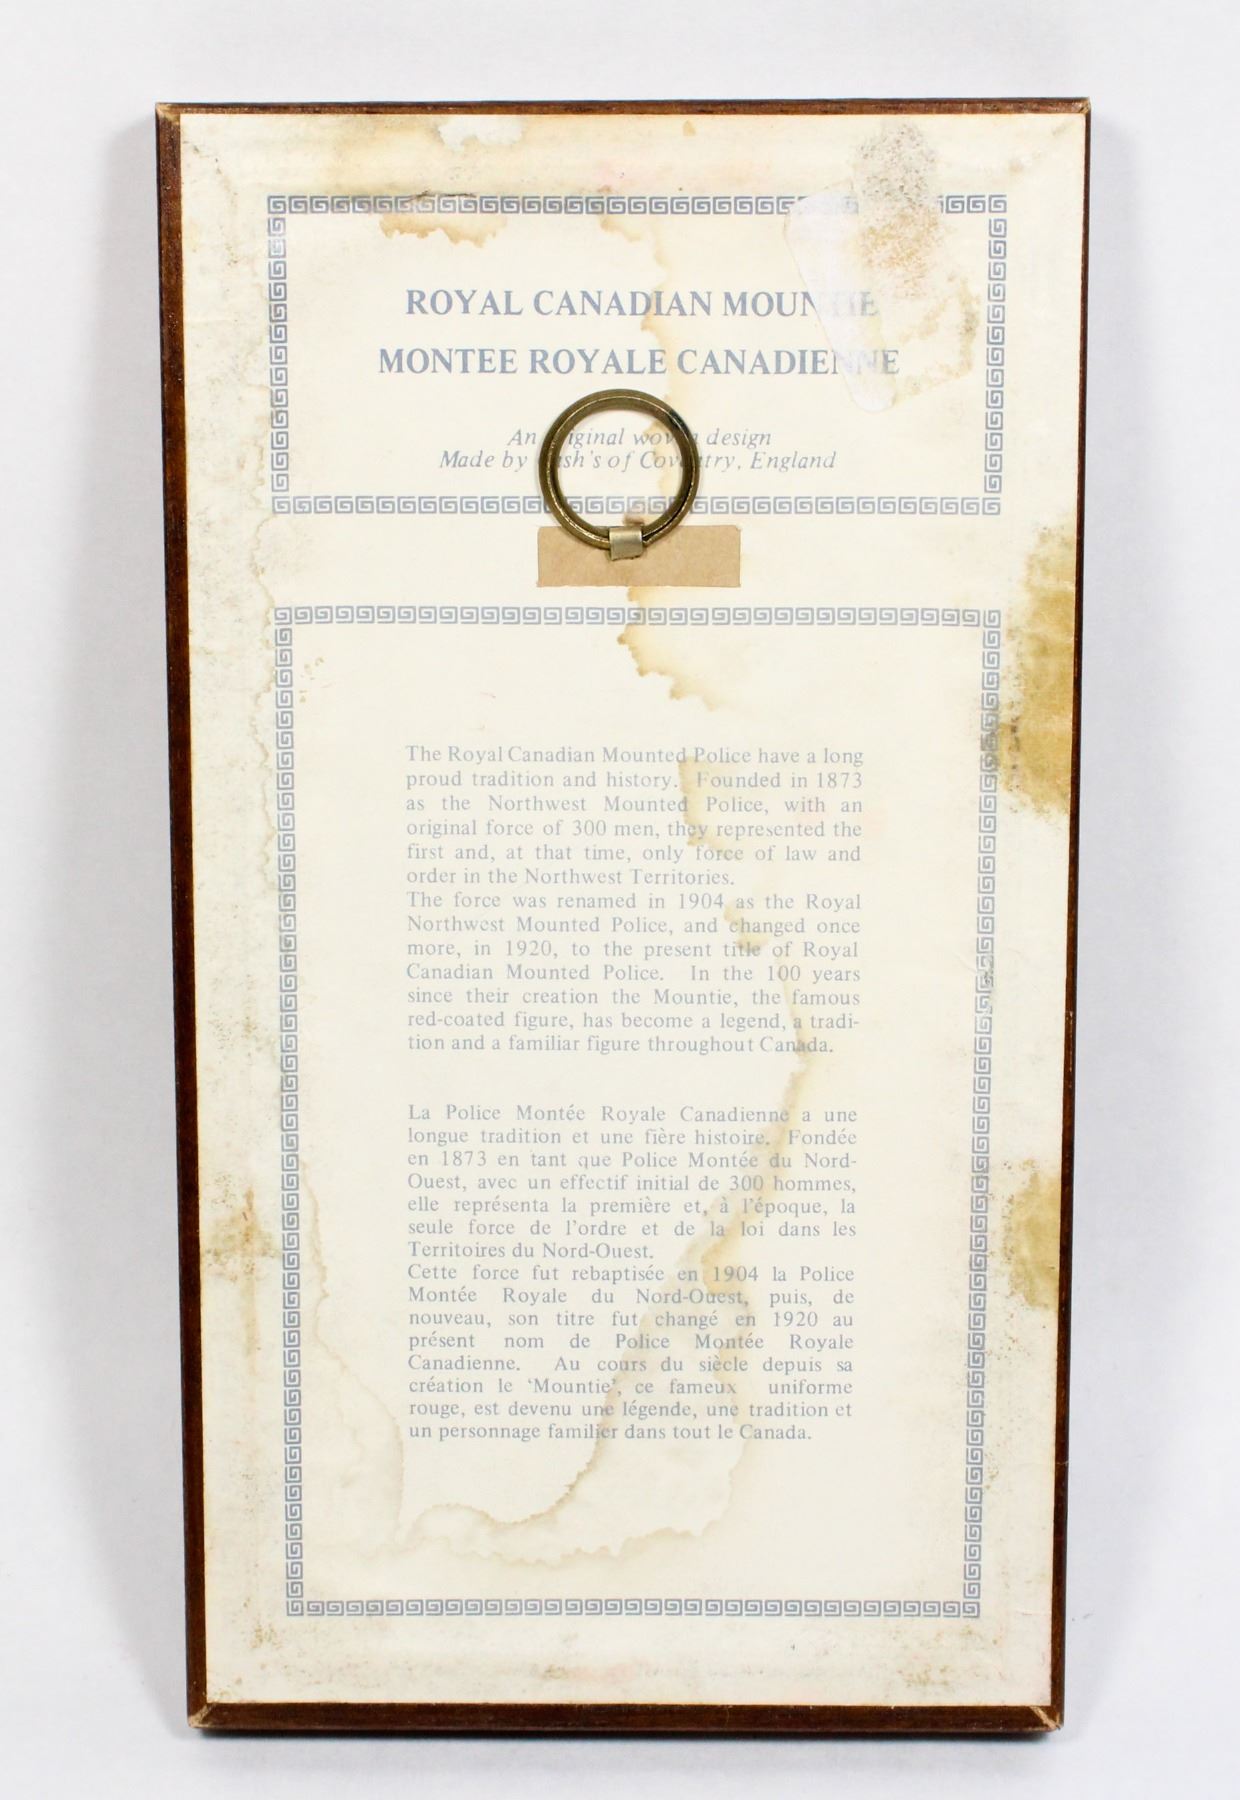 ROYAL CANADIAN MOUNTIE
MONTEE ROYALE CANADIENNE
An original woven design
Made by Cash's of Coventry, England
The Royal Canadian Mounted Police have a long
proud tradition and history. Founded in 1873
as the Northwest Mounted Police, with an
original force of 300 men, they represented the
first and, at that time, only force of law and
order in the Northwest Territories.
The force was renamed in 1904 as the Royal
Northwest Mounted Police, and changed once
more, in 1920, to the present title of Royal
Canadian Mounted Police. In the 100 years
since their creation the Mountie, the famous
red-coated figure, has become a legend, a tradi-
tion and a familiar figure throughout Canada.
La Police Montée Royale Canadienne a une
longue tradition et une fière histoire. Fondée
en 1873 en tant que Police Montée du Nord-
Ouest, avec un effectif initial de 300 hommes,
elle représenta la première et, à l'époque, la
seule force de l'ordre et de la loi dans les
Territoires du Nord-Ouest.
Cette force fut rebaptisée en 1904 la Police
Montée Royale du Nord-Ouest, puis, de
nouveau, son titre fut changé en 1920 au
présent nom de Police Montée Royale
Canadienne. Au cours du siècle depuis sa
création le 'Mountie', ce fameux uniforme
rouge, est devenu une légende, une tradition et
un personnage familier dans tout le Canada.